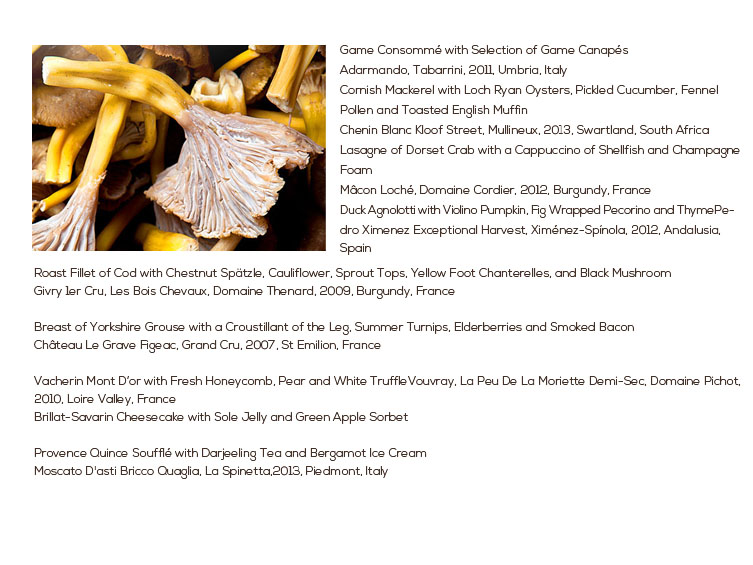 Game Consommé with Selection of Game Canapés
Adarmando, Tabarrini, 2011, Umbria, Italy
Cornish Mackerel with Loch Ryan Oysters, Pickled Cucumber, Fennel
Pollen and Toasted English Muffin
Chenin Blanc Kloof Street, Mullineux, 2013, Swartland, South Africa
Lasagne of Dorset Crab with a Cappuccino of Shellfish and Champagne
Foam
Mâcon Loché, Domaine Cordier, 2012, Burgundy, France
Duck Agnolotti with Violino Pumpkin, Fig Wrapped Pecorino and ThymePe-
dro Ximenez Exceptional Harvest, Ximénez-Spínola, 2012, Andalusia,
Spain
Roast Fillet of Cod with Chestnut Spätzle, Cauliflower, Sprout Tops, Yellow Foot Chanterelles, and Black Mushroom
Givry 1er Cru, Les Bois Chevaux, Domaine Thenard, 2009, Burgundy, France
Breast of Yorkshire Grouse with a Croustillant of the Leg, Summer Turnips, Elderberries and Smoked Bacon
Château Le Grave Figeac, Grand Cru, 2007, St Emilion, France
Vacherin Mont D'or with Fresh Honeycomb, Pear and White TruffleVouvray, La Peu De La Moriette Demi-Sec, Domaine Pichot,
2010, Loire Valley, France
Brillat-Savarin Cheesecake with Sole Jelly and Green Apple Sorbet
Provence Quince Soufflé with Darjeeling Tea and Bergamot Ice Cream
Moscato D'asti Bricco Quaglia, La Spinetta,2013, Piedmont, Italy